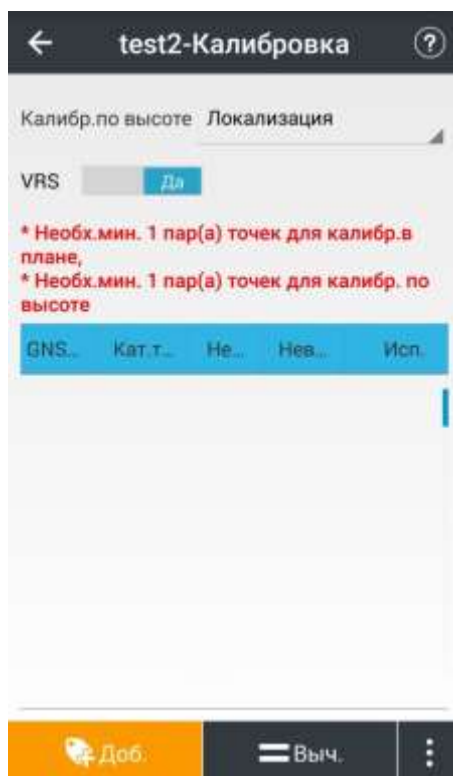 test2-Калибровка ?
Калибр.по высоте Локализация
VRS Да
* Необх.мин. 1 пар(а) точек для калибр.в
плане,
* Необх.мин. 1 пар(а) точек для калибр. по
высоте
GNS... Кат.т... Не... Нев... Исп.
Доб. Выч.